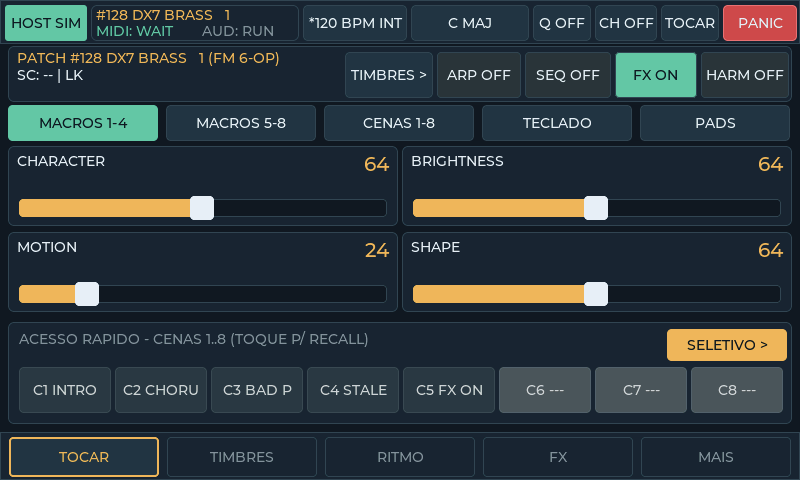 HOST SIM
#128 DX7 BRASS   1
MIDI: WAIT   AUD: RUN
*120 BPM INT
C MAJ
Q OFF
CH OFF
TOCAR
PANIC
PATCH #128 DX7 BRASS   1 (FM 6-OP)
SC: -- | LK
TIMBRES >
ARP OFF
SEQ OFF
FX ON
HARM OFF
MACROS 1-4
MACROS 5-8
CENAS 1-8
TECLADO
PADS
CHARACTER
64
BRIGHTNESS
64
MOTION
24
SHAPE
64
ACESSO RAPIDO - CENAS 1..8 (TOQUE P/ RECALL)
SELETIVO >
C1 INTRO
C2 CHORU
C3 BAD P
C4 STALE
C5 FX ON
C6 ---
C7 ---
C8 ---
TOCAR
TIMBRES
RITMO
FX
MAIS